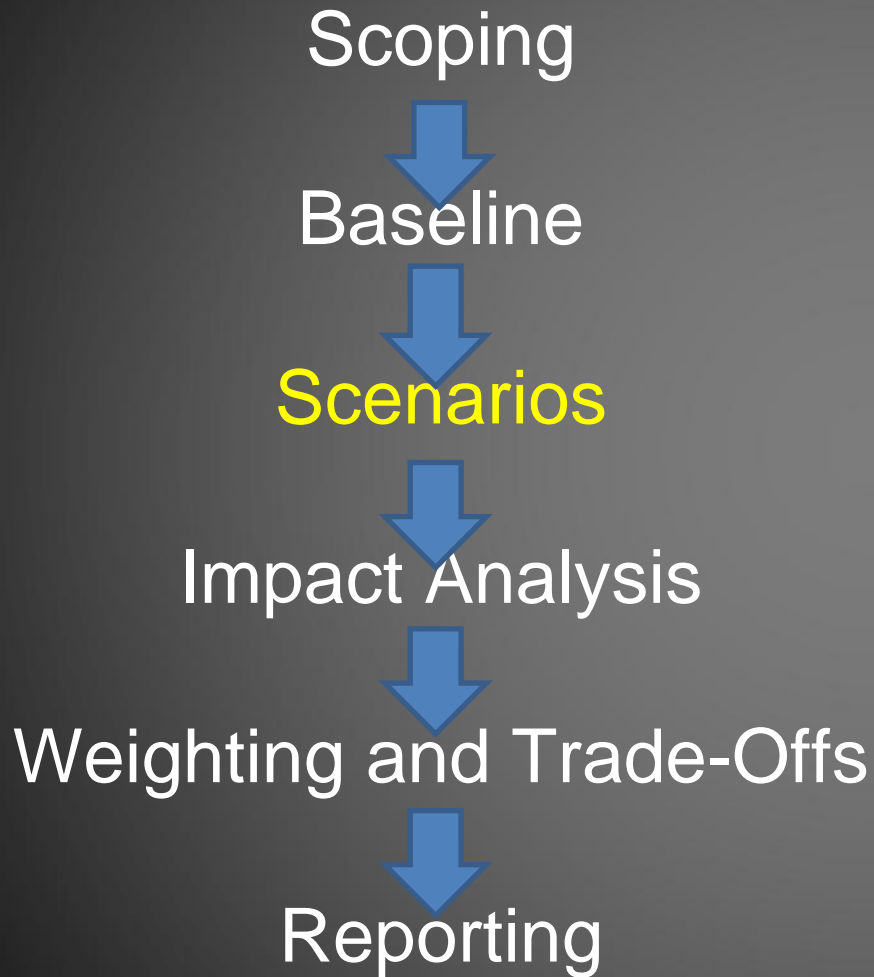 Scoping
Baseline
Scenarios
Impact Analysis
Weighting and Trade-Offs
Reporting